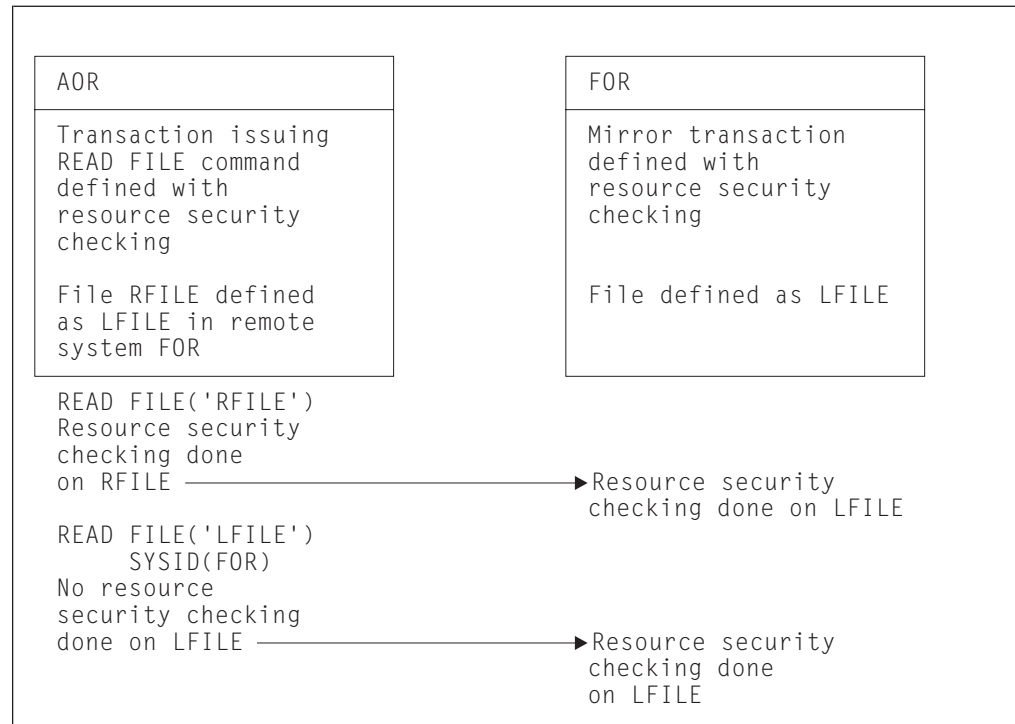 AOR
Transaction issuing
READ FILE command
defined with
resource security
checking
File RFILE defined
as LFILE in remote
system FOR
FOR
Mirror transaction
defined with
resource security
checking
File defined as LFILE
READ FILE('RFILE')
Resource security
checking done
on RFILE
Resource security
checking done on LFILE
READ FILE('LFILE')
SYSID(FOR)
No resource
security checking
done on LFILE
Resource security
checking done
on LFILE